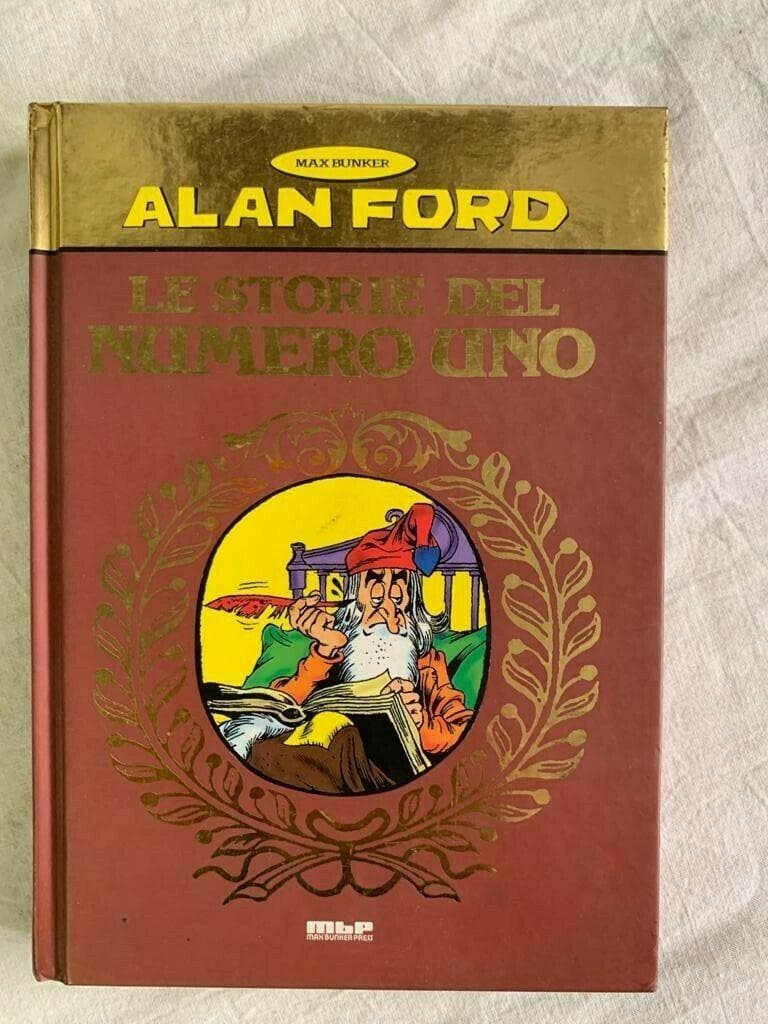 MAX BUNKER
ALAN FORD
LE STORIE DEL
NUMERO UNO
MBP
MAX BUNKER PRESS